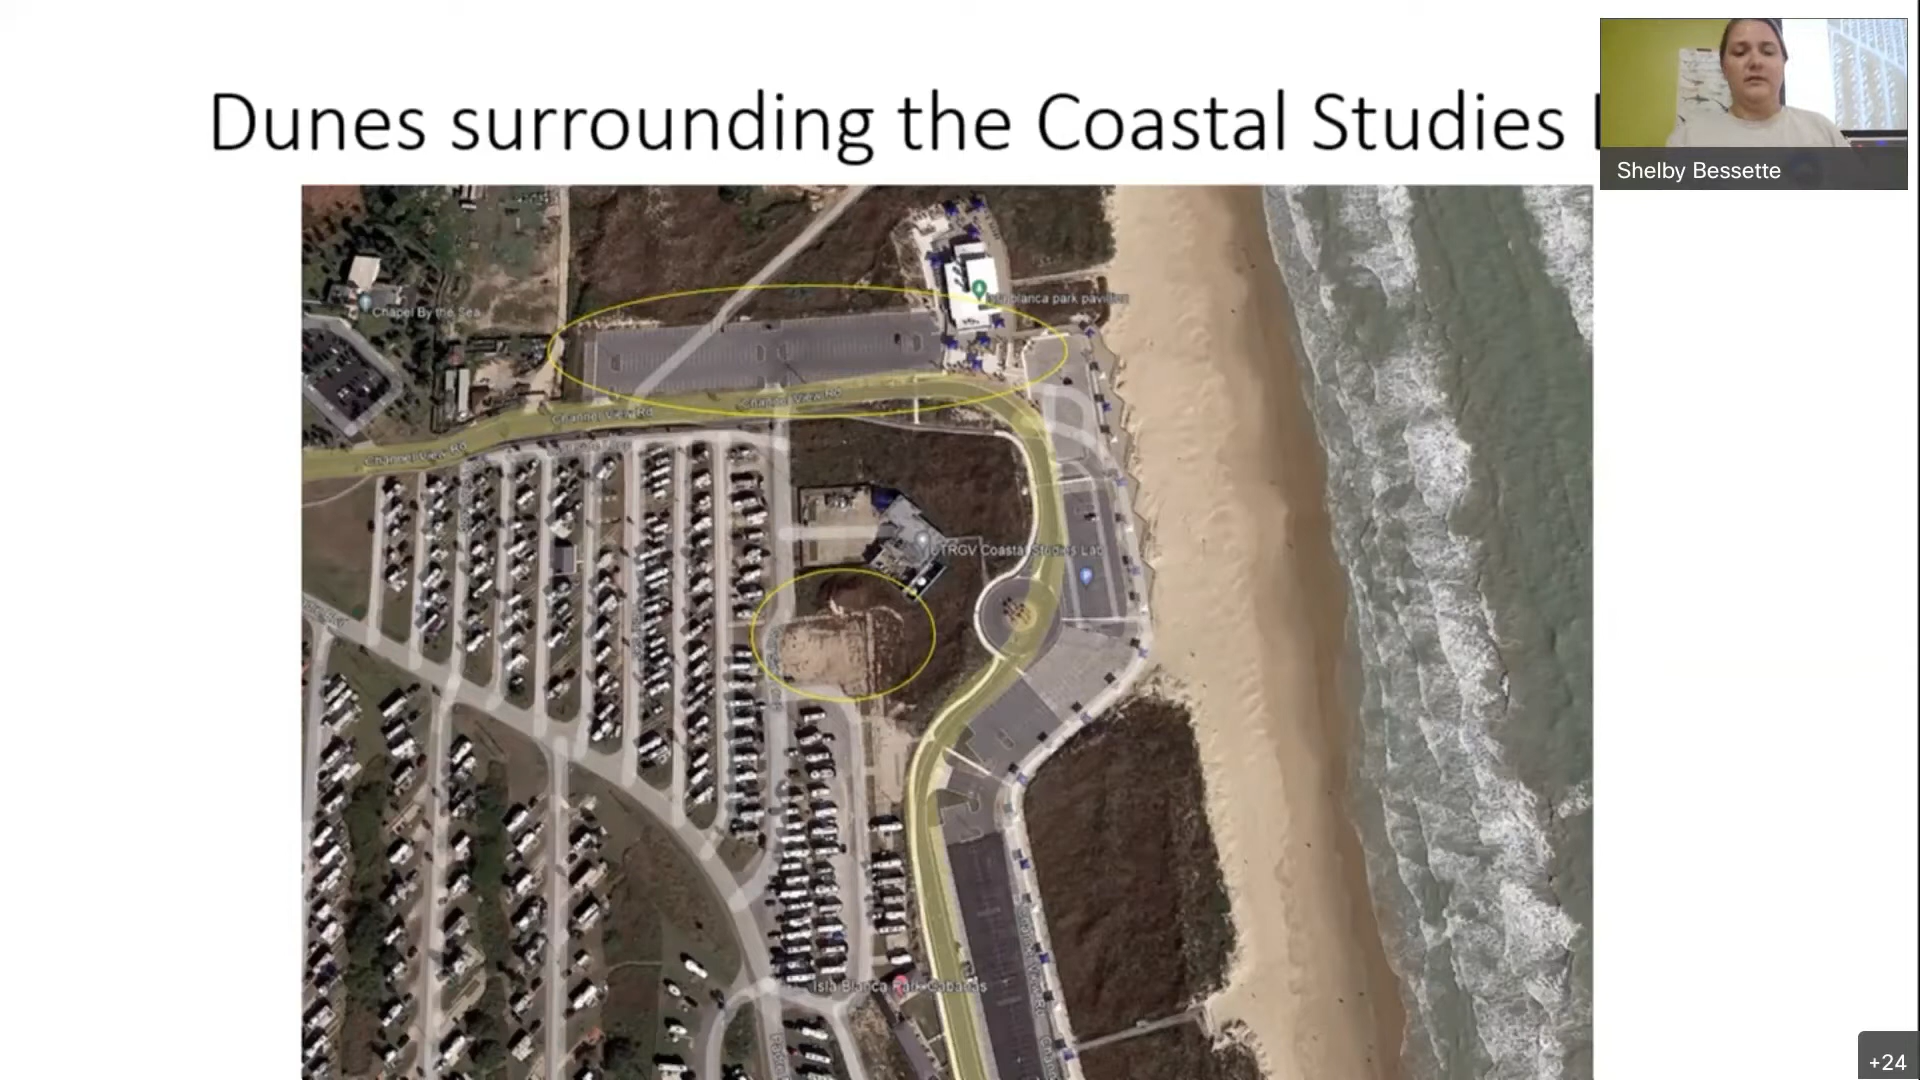 Dunes surrounding the Coastal Studies
Shelby Bessette
Chapel By the Sea
Isla blanca park pavilion
Channel View Rd
Channel View Rd
Channel View Rd
UTRGV Coastal Studies Lab
Isla Blanca Park Cabanas
+24